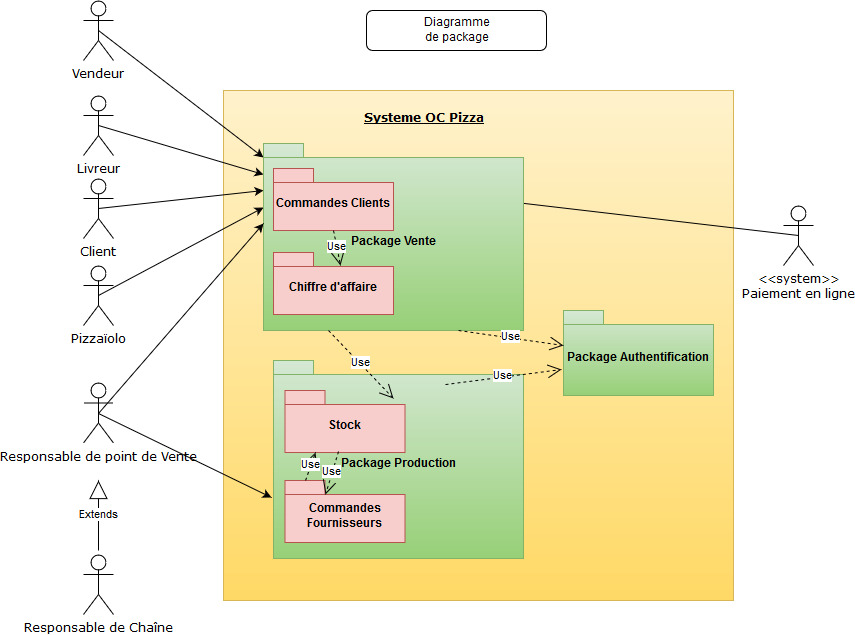 Diagramme
de package
Vendeur
Systeme OC Pizza
Livreur
Commandes Clients
Client
Use
Package Vente
Chiffre d'affaire
<<system>>
Paiement en ligne
Pizzaïolo
Use
Package Authentification
Use
Use
Stock
Responsable de point de Vente
Use
Use
Package Production
Commandes
Fournisseurs
Extends
Responsable de Chaîne